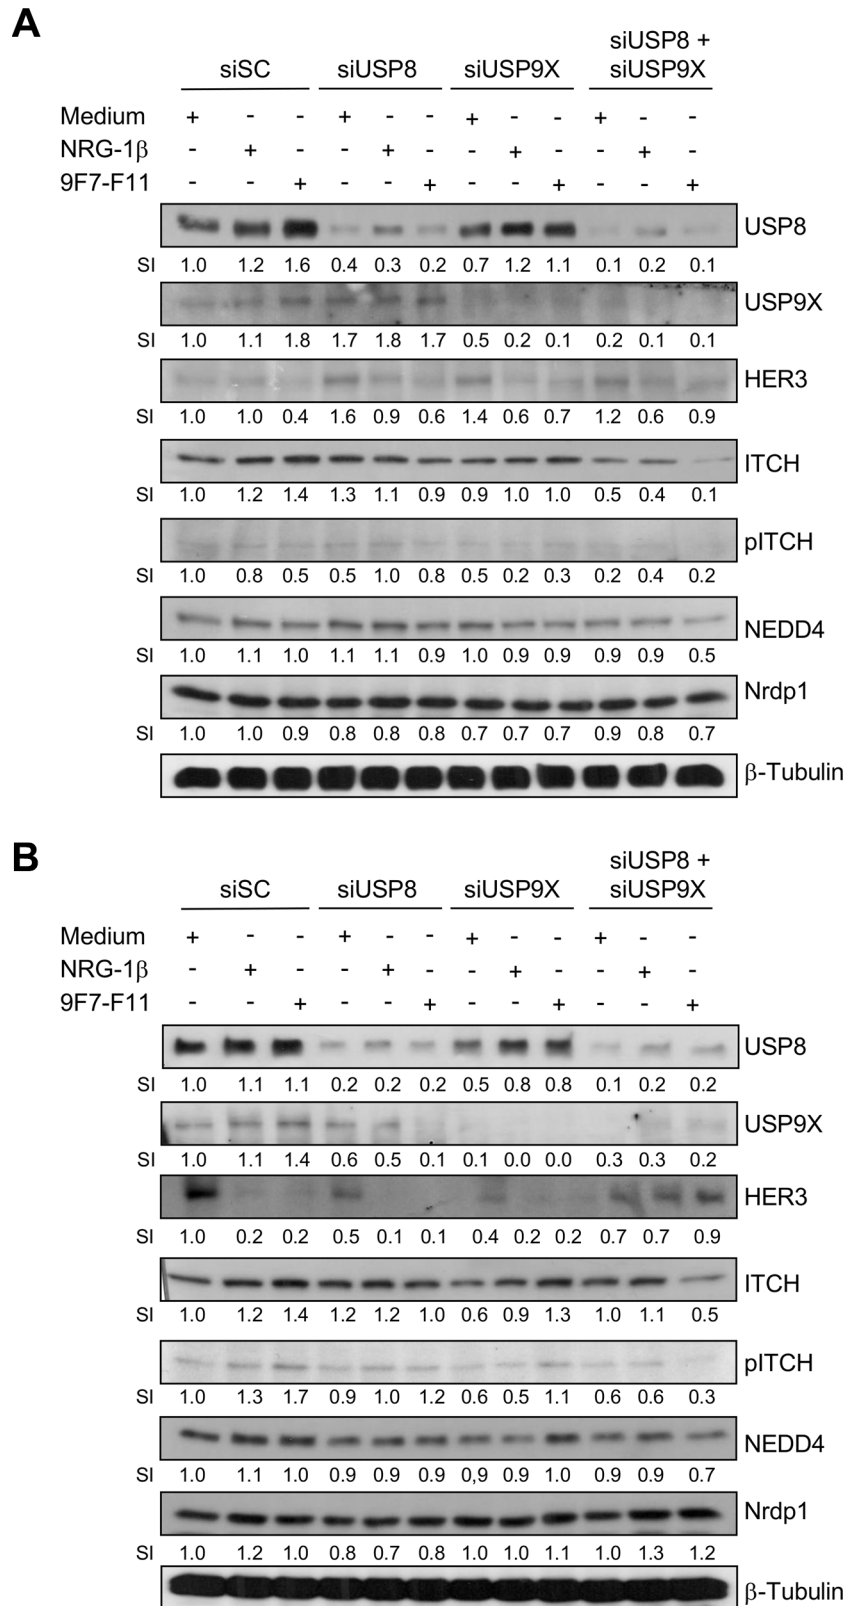 A
siSC siUSP8 siUSP9X siUSP8 + siUSP9X
Medium + - - + - - + - - + - -
NRG-1β - + - - + - - + - - + -
9F7-F11 - - + - - + - - + - - +
USP8
SI 1.0 1.2 1.6 0.4 0.3 0.2 0.7 1.2 1.1 0.1 0.2 0.1
USP9X
SI 1.0 1.1 1.8 1.7 1.8 1.7 0.5 0.2 0.1 0.2 0.1 0.1
HER3
SI 1.0 1.0 0.4 1.6 0.9 0.6 1.4 0.6 0.7 1.2 0.6 0.9
ITCH
SI 1.0 1.2 1.4 1.3 1.1 0.9 0.9 1.0 1.0 0.5 0.4 0.1
pITCH
SI 1.0 0.8 0.5 0.5 1.0 0.8 0.5 0.2 0.3 0.2 0.4 0.2
NEDD4
SI 1.0 1.1 1.0 1.1 1.1 0.9 1.0 0.9 0.9 0.9 0.9 0.5
Nrdp1
SI 1.0 1.0 0.9 0.8 0.8 0.8 0.7 0.7 0.7 0.9 0.8 0.7
β-Tubulin
B
siSC siUSP8 siUSP9X siUSP8 + siUSP9X
Medium + - - + - - + - - + - -
NRG-1β - + - - + - - + - - + -
9F7-F11 - - + - - + - - + - - +
USP8
SI 1.0 1.1 1.1 0.2 0.2 0.2 0.5 0.8 0.8 0.1 0.2 0.2
USP9X
SI 1.0 1.1 1.4 0.6 0.5 0.1 0.1 0.0 0.0 0.3 0.3 0.2
HER3
SI 1.0 0.2 0.2 0.5 0.1 0.1 0.4 0.2 0.2 0.7 0.7 0.9
ITCH
SI 1.0 1.2 1.4 1.2 1.2 1.0 0.6 0.9 1.3 1.0 1.1 0.5
pITCH
SI 1.0 1.3 1.7 0.9 1.0 1.2 0.6 0.5 1.1 0.6 0.6 0.3
NEDD4
SI 1.0 1.1 1.0 0.9 0.9 0.9 0,9 0.9 1.0 0.9 0.9 0.7
Nrdp1
SI 1.0 1.2 1.0 0.8 0.7 0.8 1.0 1.0 1.1 1.0 1.3 1.2
β-Tubulin